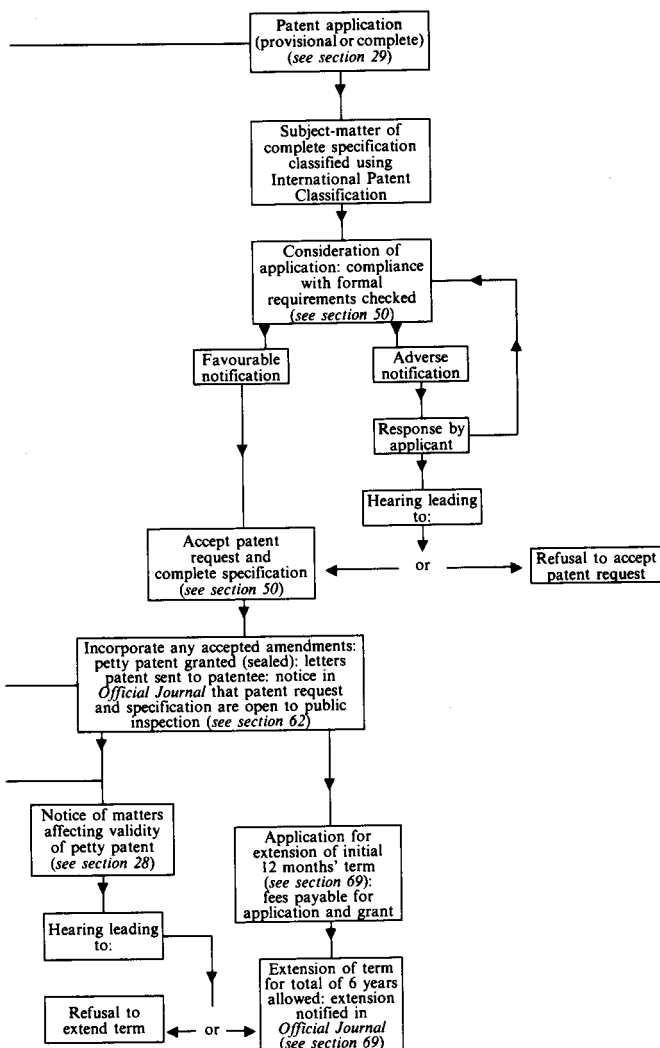 Patent application
(provisional or complete)
(see section 29)
Subject-matter of
complete specification
classified using
International Patent
Classification
Consideration of
application: compliance
with formal
requirements checked
(see section 50)
Favourable
notification
Adverse
notification
Response by
applicant
Hearing leading
to:
Accept patent
request and
complete specification
(see section 50)
or
Refusal to accept
patent request
Incorporate any accepted amendments:
petty patent granted (sealed): letters
patent sent to patentee: notice in
Official Journal that patent request
and specification are open to public
inspection (see section 62)
Notice of matters
affecting validity
of petty patent
(see section 28)
Application for
extension of initial
12 months' term
(see section 69):
fees payable for
application and grant
Hearing leading
to:
Refusal to
extend term
or
Extension of term
for total of 6 years
allowed: extension
notified in
Official Journal
(see section 69)